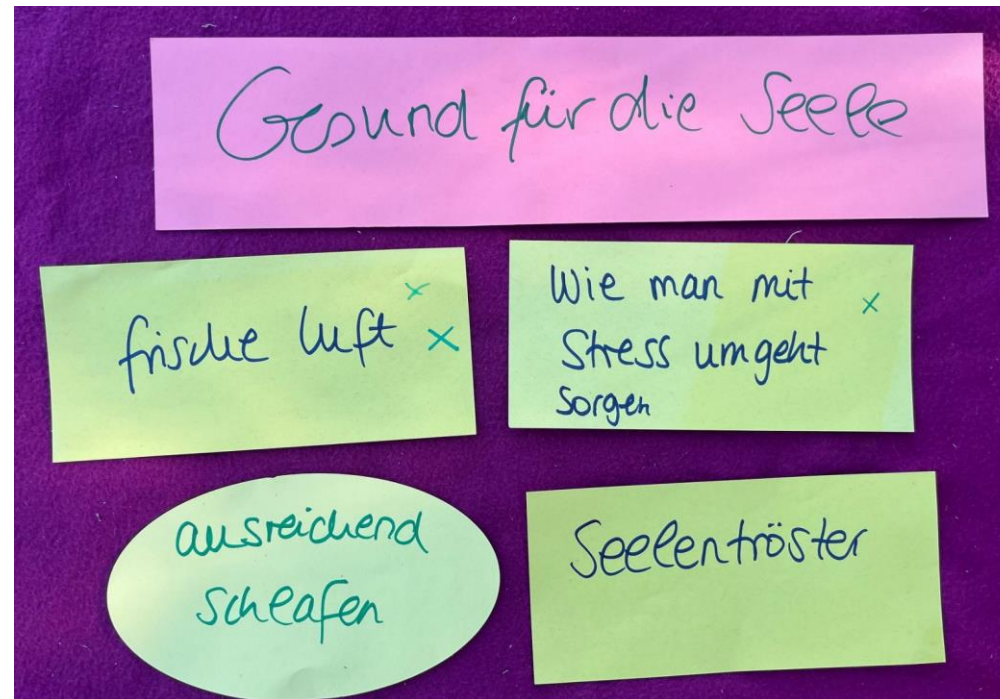 Gesund für die Seele
frische Luft x x
Wie man mit x
Stress umgeht
Sorgen
ausreichend
schlafen
Seelentröster